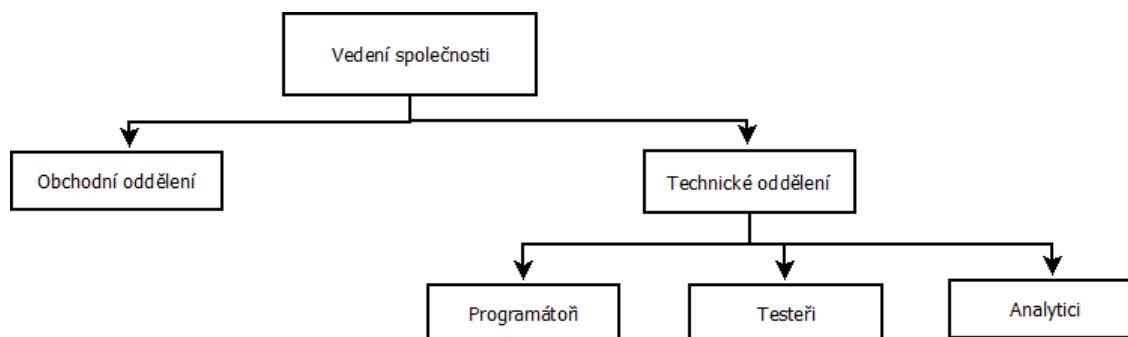 Vedení společnosti
Obchodní oddělení
Technické oddělení
Programátoři
Testeři
Analytici